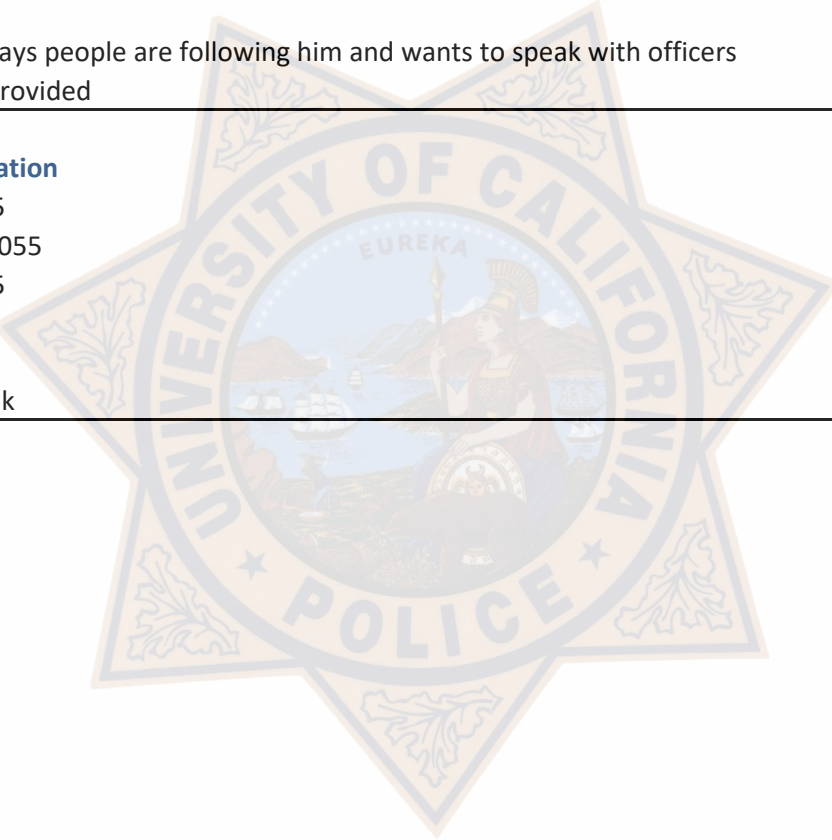 ays people are following him and wants to speak with officers
rovided
ation
5
055
5
k
UNIVERSITY OF CALIFORNIA
EUREKA
POLICE